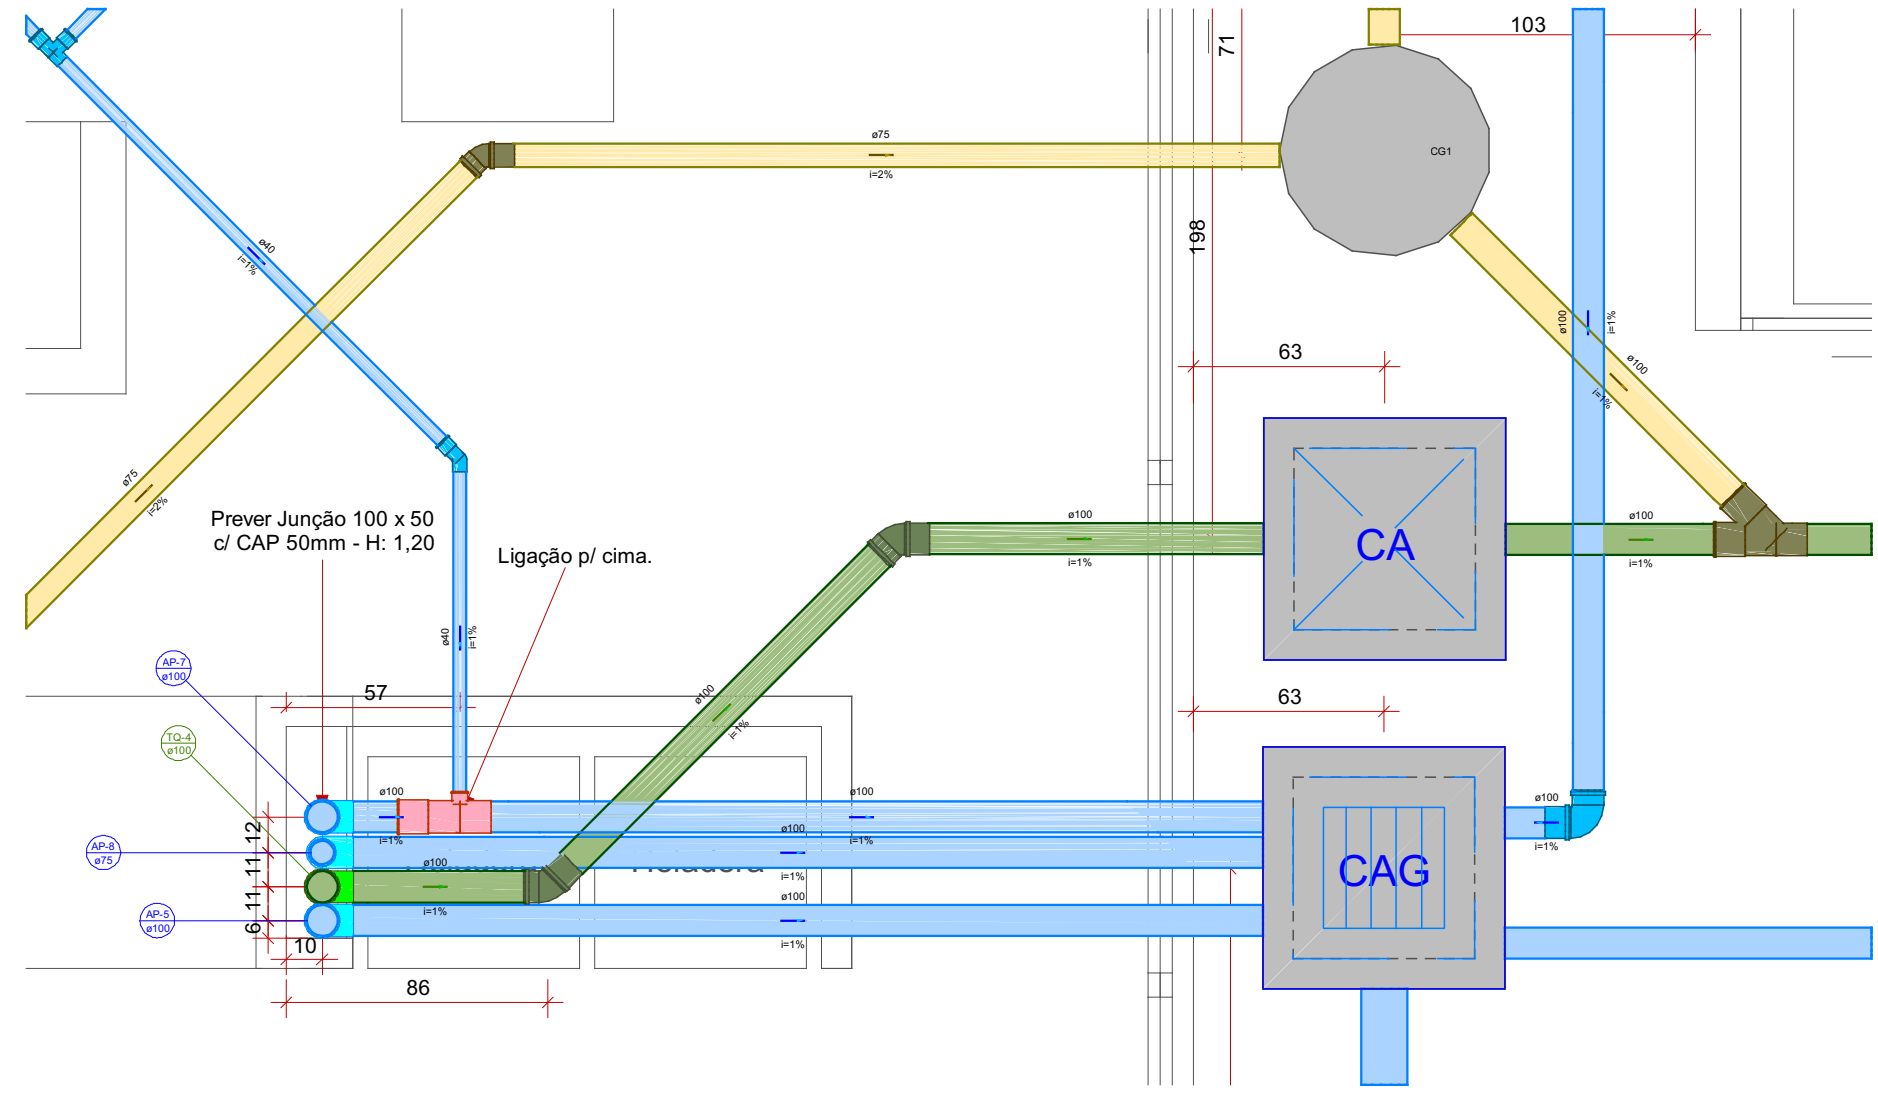 103
71
ø75
i=2%
CG1
198
ø40
i=1%
ø100
i=1%
63
ø100
i=1%
ø75
i=2%
Prever Junção 100 x 50
c/ CAP 50mm - H: 1,20
Ligação p/ cima.
ø100
i=1%
CA
ø100
i=1%
ø40
i=1%
AP-7
ø100
57
ø100
i=1%
63
TQ-4
ø100
ø100
i=1%
ø100
i=1%
ø100
i=1%
12
AP-8
ø75
ø100
i=1%
11
ø100
i=1%
CAG
11
AP-5
ø100
ø100
i=1%
6
10
86